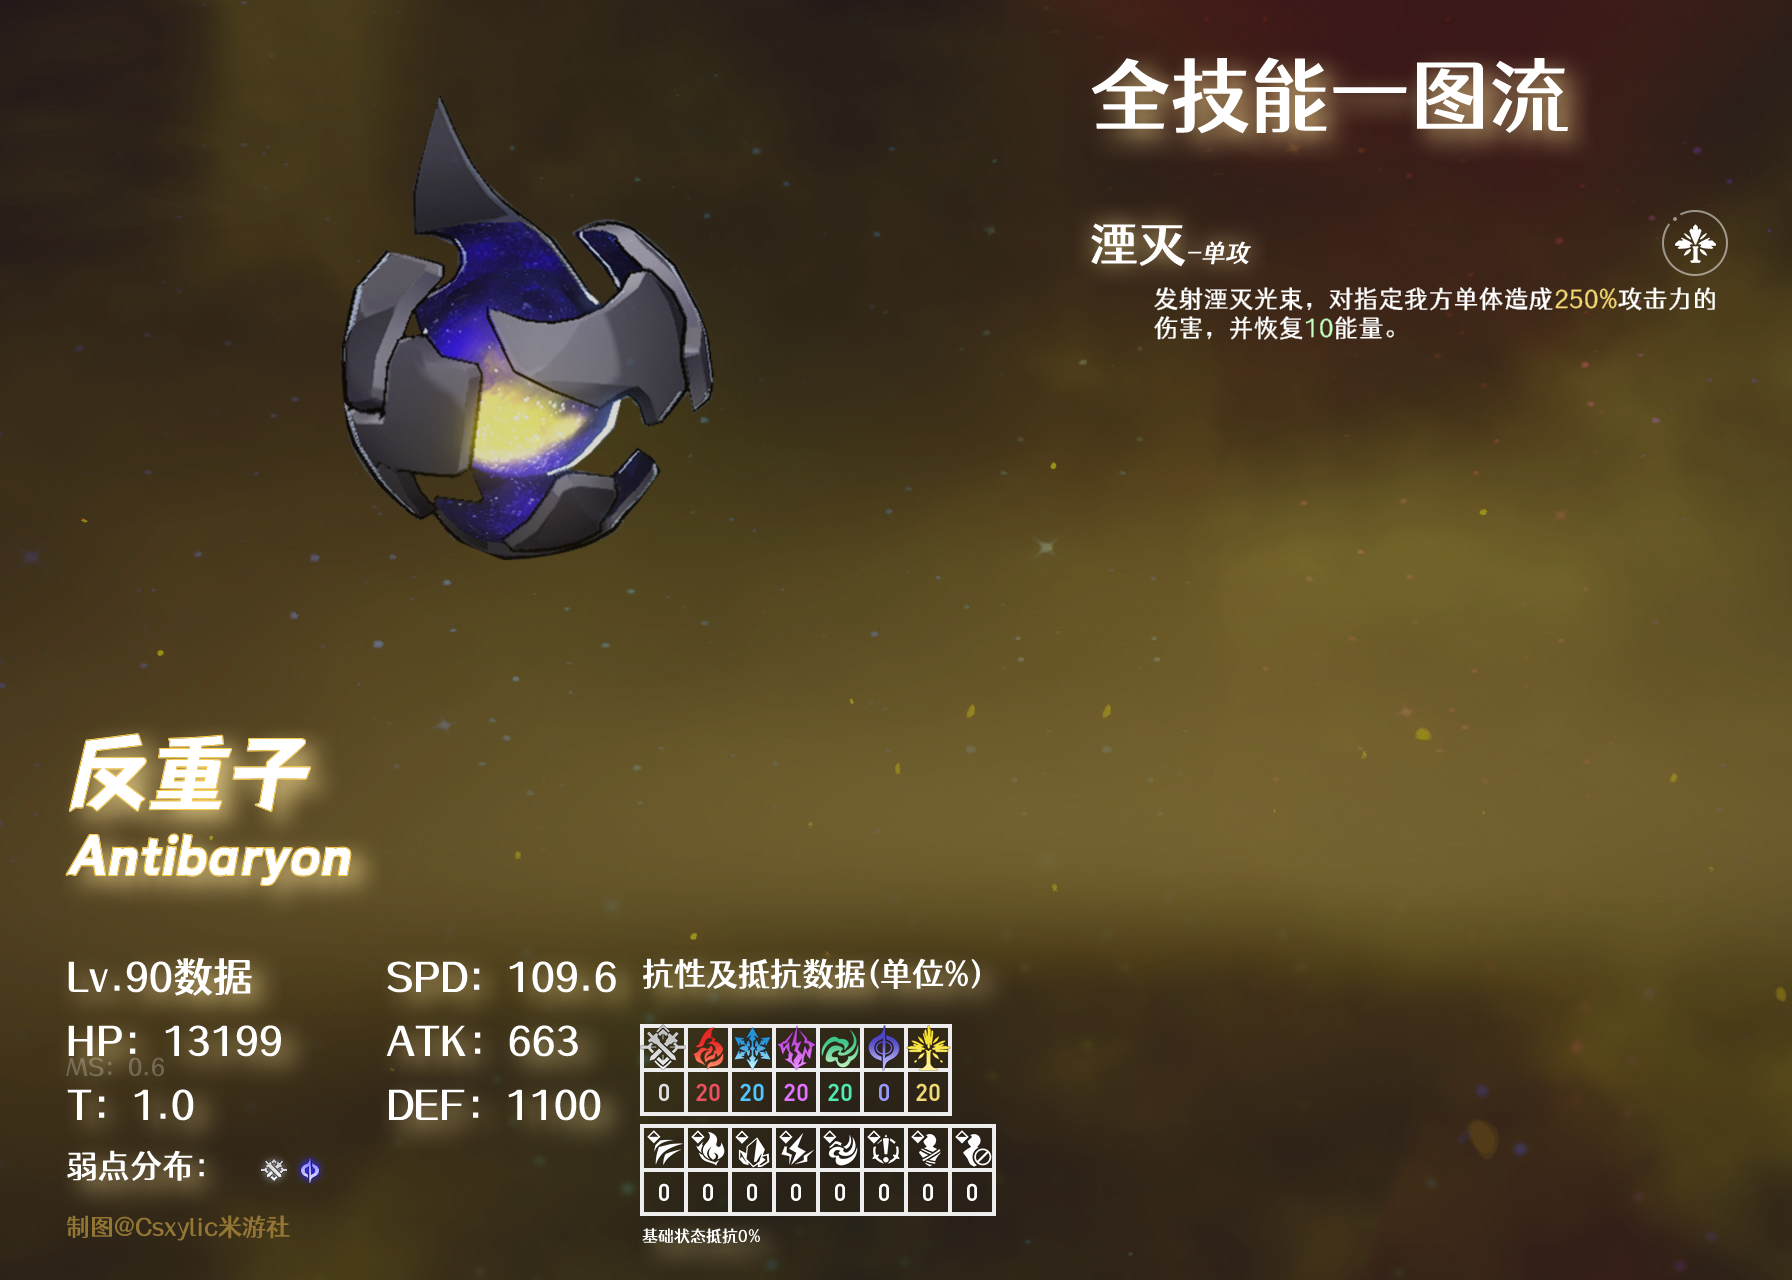 全技能一图流
湮灭-单攻
发射湮灭光束，对指定我方单体造成250%攻击力的
伤害，并恢复10能量。
反重子
Antibaryon
Lv.90数据
SPD: 109.6
HP: 13199
ATK: 663
MS: 0.6
T: 1.0
DEF: 1100
弱点分布:
制图@Csxylic米游社
抗性及抵抗数据(单位%)
0 20 20 20 20 0 20
0 0 0 0 0 0 0 0
基础状态抵抗0%